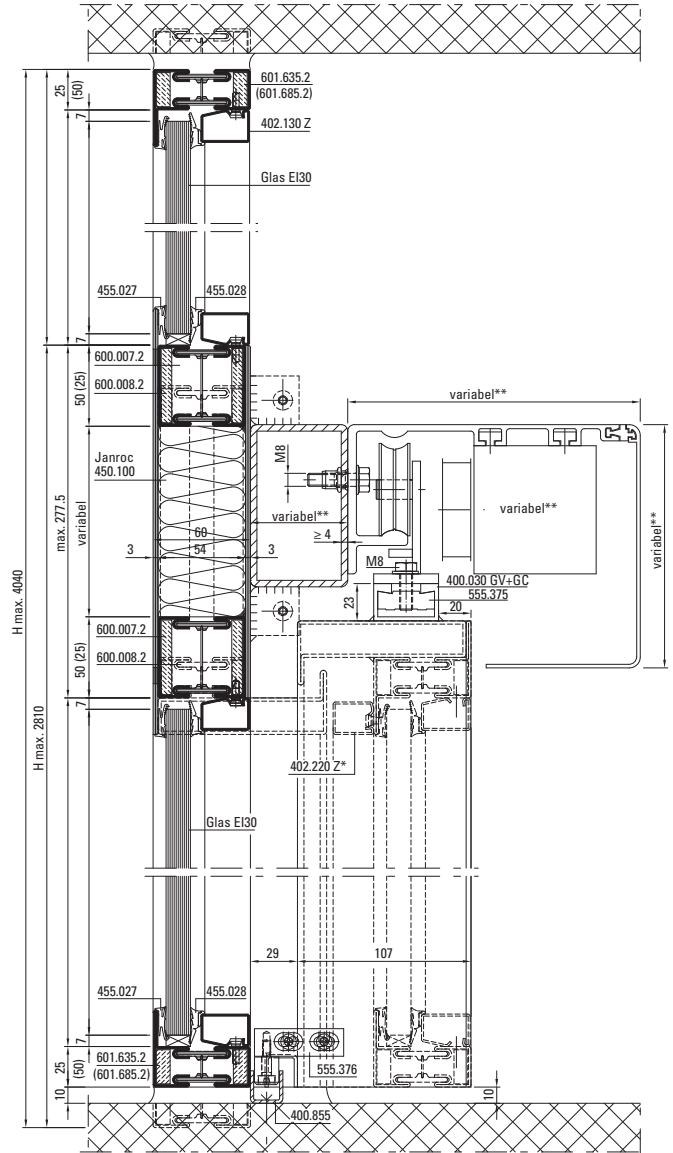 601.635.2
(601.685.2)
25
(50)
7
402.130 Z
Glas EI30
455.027
455.028
7
600.007.2
600.008.2
50 (25)
variabel**
Janroc
450.100
M8
variabel**
variabel**
variabel**
max. 277.5
variabel
60
3
54
3
≥ 4
M8
400.030 GV+GC
555.375
23
20
H max. 4040
600.007.2
600.008.2
50 (25)
7
H max. 2810
402.220 Z*
Glas EI30
29
107
455.027
455.028
7
601.635.2
(601.685.2)
25
(50)
555.376
10
10
400.855